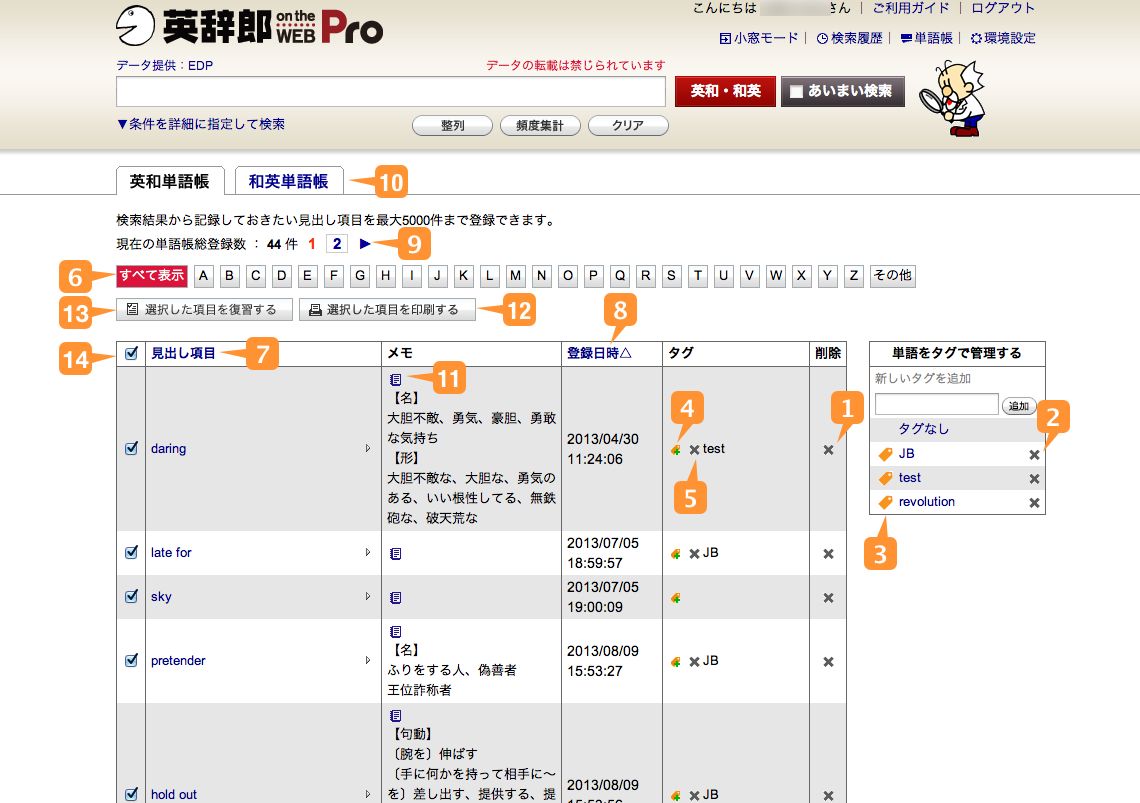 こんにちは さん | ご利用ガイド | ログアウト
英辞郎 on the WEB Pro
小窓モード | 検索履歴 | 単語帳 | 環境設定
データ提供：EDP
データの転載は禁じられています
英和・和英
あいまい検索
▼条件を詳細に指定して検索
整列
頻度集計
クリア
英和単語帳
和英単語帳
10
検索結果から記録しておきたい見出し項目を最大5000件まで登録できます。
現在の単語帳総登録数 ： 44 件 1 2 ▶
9
6
すべて表示 A B C D E F G H I J K L M N O P Q R S T U V W X Y Z その他
13
選択した項目を復習する
選択した項目を印刷する
12
8
14
見出し項目
7
メモ
登録日時△
タグ
削除
11
【名】
大胆不敵、勇気、豪胆、勇敢
な気持ち
【形】
大胆不敵な、大胆な、勇気の
ある、いい根性してる、無鉄
砲な、破天荒な
daring
2013/04/30
11:24:06
4
test
5
1
late for
2013/07/05
18:59:57
JB
sky
2013/07/05
19:00:09
pretender
【名】
ふりをする人、偽善者
王位詐称者
2013/08/09
15:53:27
JB
hold out
【句動】
〔腕を〕伸ばす
〔手に何かを持って相手に～
を〕差し出す、提供する、提
2013/08/09
JB
単語をタグで管理する
新しいタグを追加
追加
2
タグなし
JB
test
revolution
3